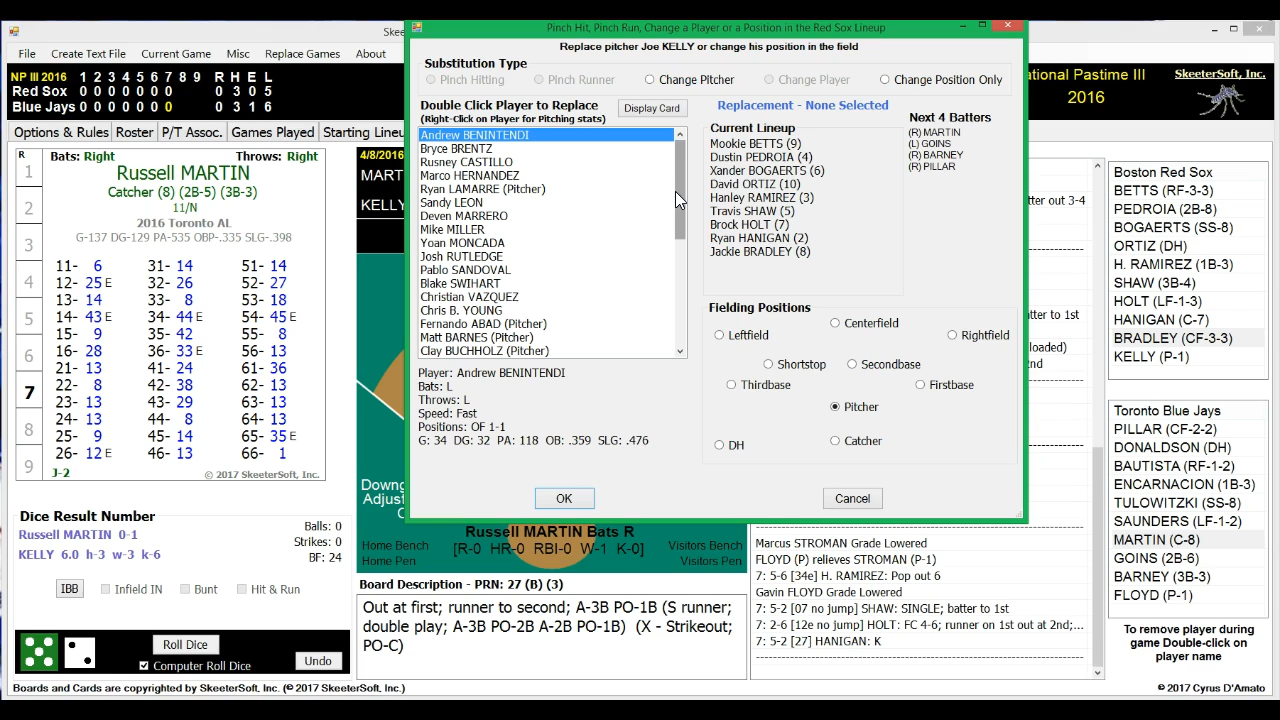 Pinch Hit, Pinch Run, Change a Player or a Position in the Red Sox Lineup
Skee
File Create Text File Current Game Misc Replace Games About
NP III 2016 1 2 3 4 5 6 7 8 9 R H E L
Red Sox 0 0 0 0 0 0 0 0 3 0 5
Blue Jays 0 0 0 0 0 0 0 0 3 1 6
Options & Rules Roster P/T Assoc. Games Played Starting Lineu
R
1
2
3
4
5
6
7
8
9
Bats: Right Throws: Right
Russell MARTIN
Catcher (8) (2B-5) (3B-3)
11/N
2016 Toronto AL
G-137 DG-129 PA-535 OBP-.335 SLG-.398
11- 6 31- 14 51- 14
12- 25 E 32- 26 52- 27
13- 14 33- 8 53- 18
14- 43 E 34- 44 E 54- 45 E
15- 9 35- 42 55- 8
16- 28 36- 33 E 56- 13
21- 13 41- 24 61- 36
22- 8 42- 38 62- 13
23- 13 43- 29 63- 13
24- 13 44- 8 64- 13
25- 9 45- 14 65- 35 E
26- 12 E 46- 13 66- 1
J-2 © 2017 SkeeterSoft, Inc.
Dice Result Number
Russell MARTIN 0-1
KELLY 6.0 h-3 w-3 k-6
Balls: 0
Strikes: 0
BF: 24
IBB Infield IN Bunt Hit & Run
Roll Dice
Computer Roll Dice
Undo
Boards and Cards are copyrighted by SkeeterSoft, Inc. (© 2017 SkeeterSoft, Inc.)
4/8/2016
MART
KELLY
Replace pitcher Joe KELLY or change his position in the field
Substitution Type
Pinch Hitting Pinch Runner Change Pitcher Change Player Change Position Only
Double Click Player to Replace
(Right-Click on Player for Pitching stats)
Display Card
Andrew BENINTENDI
Bryce BRENTZ
Rusney CASTILLO
Marco HERNANDEZ
Ryan LAMARRE (Pitcher)
Sandy LEON
Deven MARRERO
Mike MILLER
Yoan MONCADA
Josh RUTLEDGE
Pablo SANDOVAL
Blake SWIHART
Christian VAZQUEZ
Chris B. YOUNG
Fernando ABAD (Pitcher)
Matt BARNES (Pitcher)
Clay BUCHHOLZ (Pitcher)
Player: Andrew BENINTENDI
Bats: L
Throws: L
Speed: Fast
Positions: OF 1-1
G: 34 DG: 32 PA: 118 OB: .359 SLG: .476
OK
Replacement - None Selected
Current Lineup
Mookie BETTS (9)
Dustin PEDROIA (4)
Xander BOGAERTS (6)
David ORTIZ (10)
Hanley RAMIREZ (3)
Travis SHAW (5)
Brock HOLT (7)
Ryan HANIGAN (2)
Jackie BRADLEY (8)
Next 4 Batters
(R) MARTIN
(L) GOINS
(R) BARNEY
(R) PILLAR
Fielding Positions
Centerfield
Leftfield Rightfield
Shortstop Secondbase
Thirdbase Firstbase
Pitcher
DH Catcher
Cancel
Downg
Adjust
C
Russell MARTIN Bats R
Home Bench [R-0 HR-0 RBI-0 W-1 K-0] Visitors Bench
Home Pen Visitors Pen
Board Description - PRN: 27 (B) (3)
Out at first; runner to second; A-3B PO-1B (S runner;
double play; A-3B PO-2B A-2B PO-1B) (X - Strikeout;
PO-C)
tional Pastime III
2016
SkeeterSoft, Inc.
ter out 3-4
tter to 1st
loaded)
nd
Marcus STROMAN Grade Lowered
FLOYD (P) relieves STROMAN (P-1)
7: 5-6 [34e] H. RAMIREZ: Pop out 6
Gavin FLOYD Grade Lowered
7: 5-2 [07 no jump] SHAW: SINGLE; batter to 1st
7: 2-6 [12e no jump] HOLT: FC 4-6; runner on 1st out at 2nd;...
7: 5-2 [27] HANIGAN: K
Boston Red Sox
BETTS (RF-3-3)
PEDROIA (2B-8)
BOGAERTS (SS-8)
ORTIZ (DH)
H. RAMIREZ (1B-3)
SHAW (3B-4)
HOLT (LF-1-3)
HANIGAN (C-7)
BRADLEY (CF-3-3)
KELLY (P-1)
Toronto Blue Jays
PILLAR (CF-2-2)
DONALDSON (DH)
BAUTISTA (RF-1-2)
ENCARNACION (1B-3)
TULOWITZKI (SS-8)
SAUNDERS (LF-1-2)
MARTIN (C-8)
GOINS (2B-6)
BARNEY (3B-3)
FLOYD (P-1)
To remove player during
game Double-click on
player name
© 2017 Cyrus D'Amato